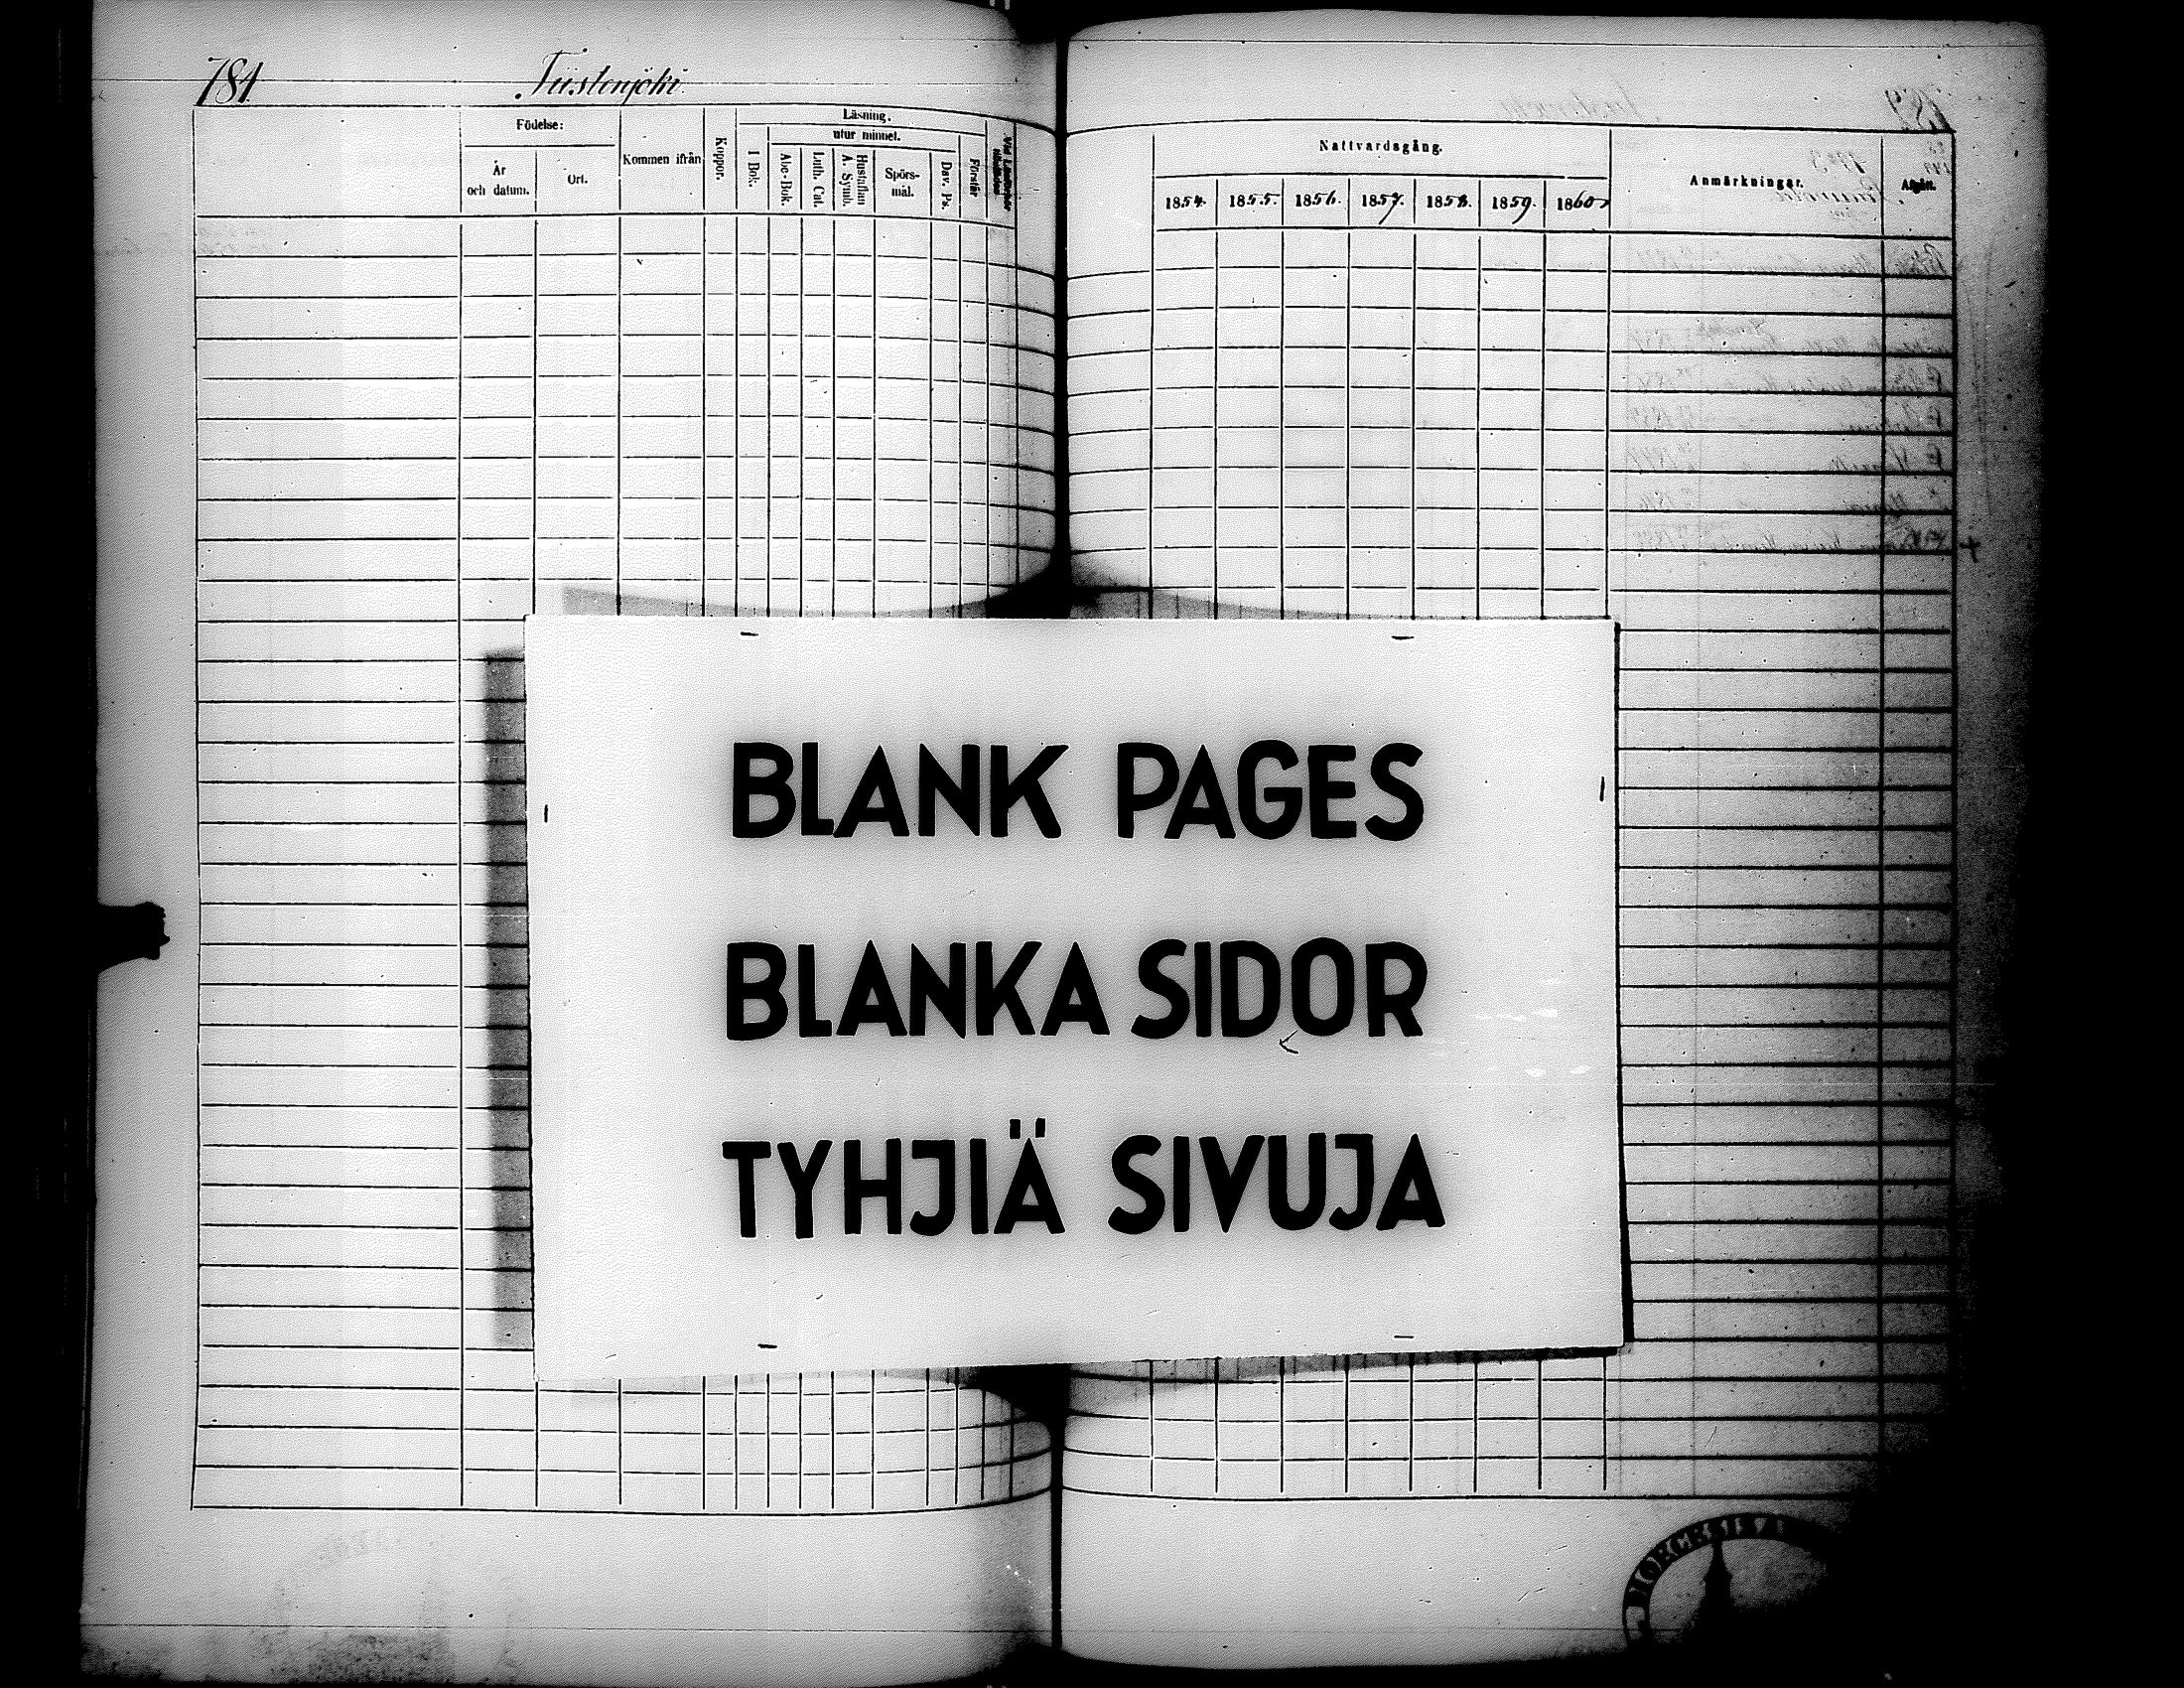 784 Tiistenjoki
Födelse:
År och datum.
Ort.
Kommen ifrån
Koppor.
Läsning.
utur minnet.
I Bok.
Abc-Bok.
Luth. Cat.
Hustaflan A. Symb.
Spörs-mål.
Dav. Ps.
Förstår
Nattvardsgång.
1854. 1855. 1856. 1857. 1858. 1859. 1860.
Anmärkningar.
Afgått.
BLANK PAGES
BLANKA SIDOR
TYHJIÄ SIVUJA